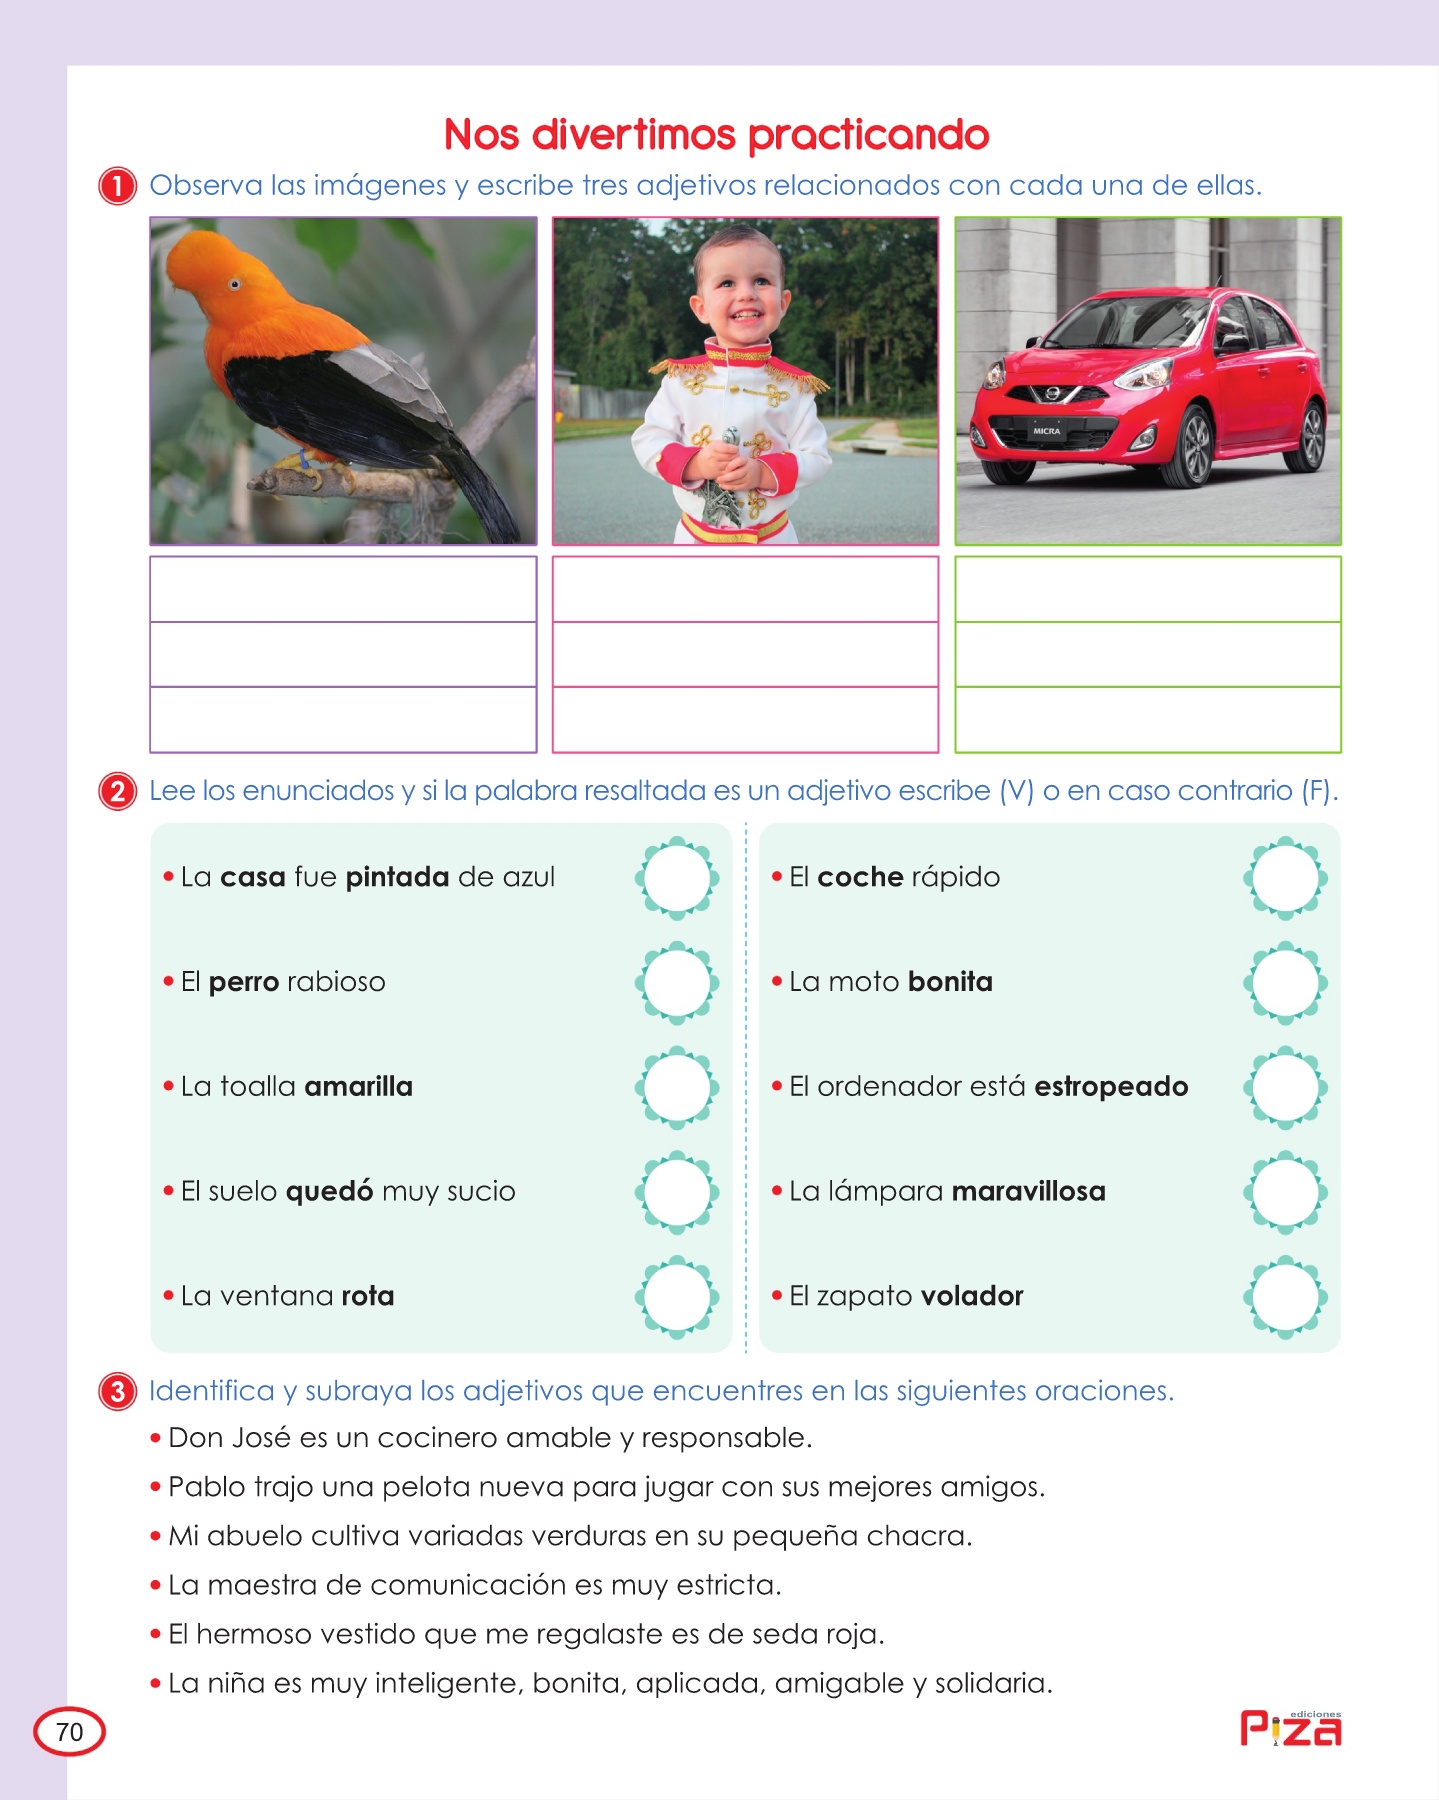 Nos divertimos practicando
1 Observa las imágenes y escribe tres adjetivos relacionados con cada una de ellas.
MICRA
2 Lee los enunciados y si la palabra resaltada es un adjetivo escribe (V) o en caso contrario (F).
• La casa fue pintada de azul
• El perro rabioso
• La toalla amarilla
• El suelo quedó muy sucio
• La ventana rota
• El coche rápido
• La moto bonita
• El ordenador está estropeado
• La lámpara maravillosa
• El zapato volador
3 Identifica y subraya los adjetivos que encuentres en las siguientes oraciones.
• Don José es un cocinero amable y responsable.
• Pablo trajo una pelota nueva para jugar con sus mejores amigos.
• Mi abuelo cultiva variadas verduras en su pequeña chacra.
• La maestra de comunicación es muy estricta.
• El hermoso vestido que me regalaste es de seda roja.
• La niña es muy inteligente, bonita, aplicada, amigable y solidaria.
70
ediciones
Piza